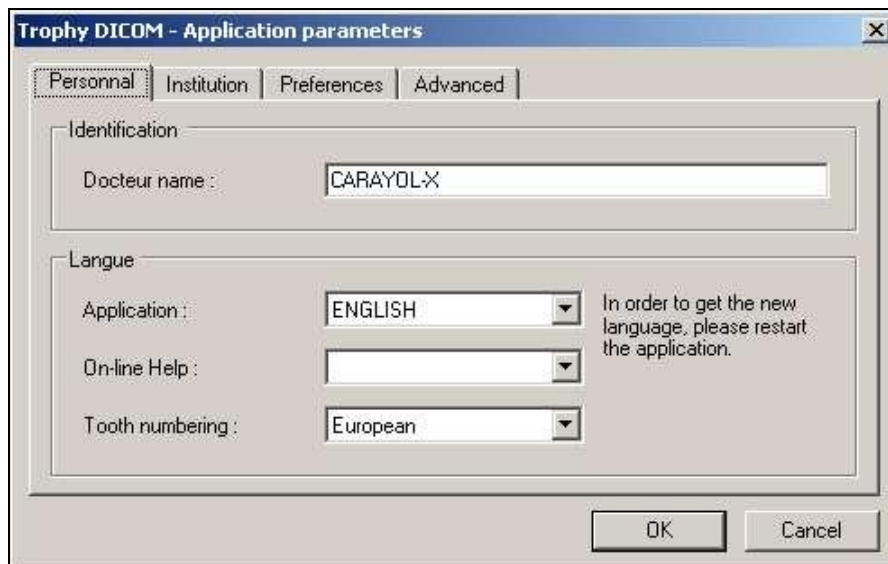 Trophy DICOM - Application parameters
Personnal Institution Preferences Advanced
Identification
Docteur name : CARAYOL-X
Langue
Application : ENGLISH
In order to get the new
language, please restart
the application.
On-line Help :
Tooth numbering : European
OK Cancel